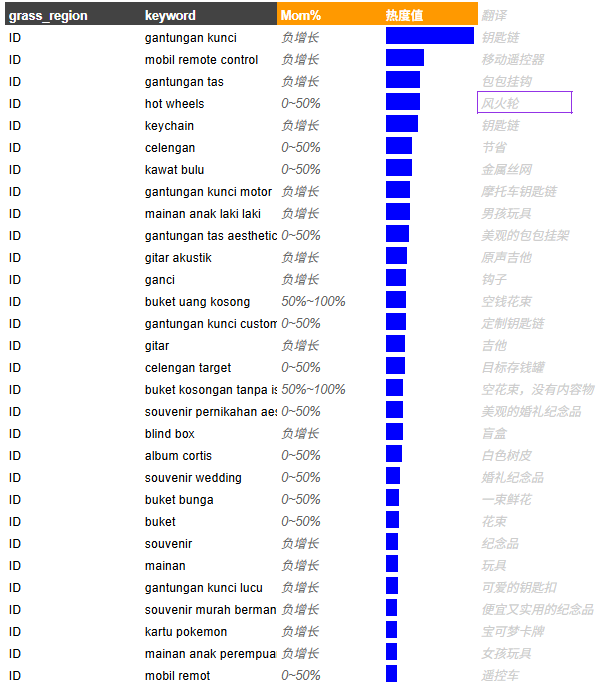 grass_region keyword Mom% 热度值 翻译
ID gantungan kunci 负增长 钥匙链
ID mobil remote control 负增长 移动遥控器
ID gantungan tas 负增长 包包挂钩
ID hot wheels 0~50% 风火轮
ID keychain 负增长 钥匙链
ID celengan 0~50% 节省
ID kawat bulu 0~50% 金属丝网
ID gantungan kunci motor 负增长 摩托车钥匙链
ID mainan anak laki laki 负增长 男孩玩具
ID gantungan tas aesthetic 0~50% 美观的包包挂架
ID gitar akustik 负增长 原声吉他
ID ganci 负增长 钩子
ID buket uang kosong 50%~100% 空钱花束
ID gantungan kunci custom 0~50% 定制钥匙链
ID gitar 负增长 吉他
ID celengan target 0~50% 目标存钱罐
ID buket kosongan tanpa is 50%~100% 空花束，没有内容物
ID souvenir pernikahan aes 0~50% 美观的婚礼纪念品
ID blind box 负增长 盲盒
ID album cortis 0~50% 白色树皮
ID souvenir wedding 0~50% 婚礼纪念品
ID buket bunga 0~50% 一束鲜花
ID buket 0~50% 花束
ID souvenir 负增长 纪念品
ID mainan 负增长 玩具
ID gantungan kunci lucu 负增长 可爱的钥匙扣
ID souvenir murah berman 负增长 便宜又实用的纪念品
ID kartu pokemon 负增长 宝可梦卡牌
ID mainan anak perempua 负增长 女孩玩具
ID mobil remot 0~50% 遥控车